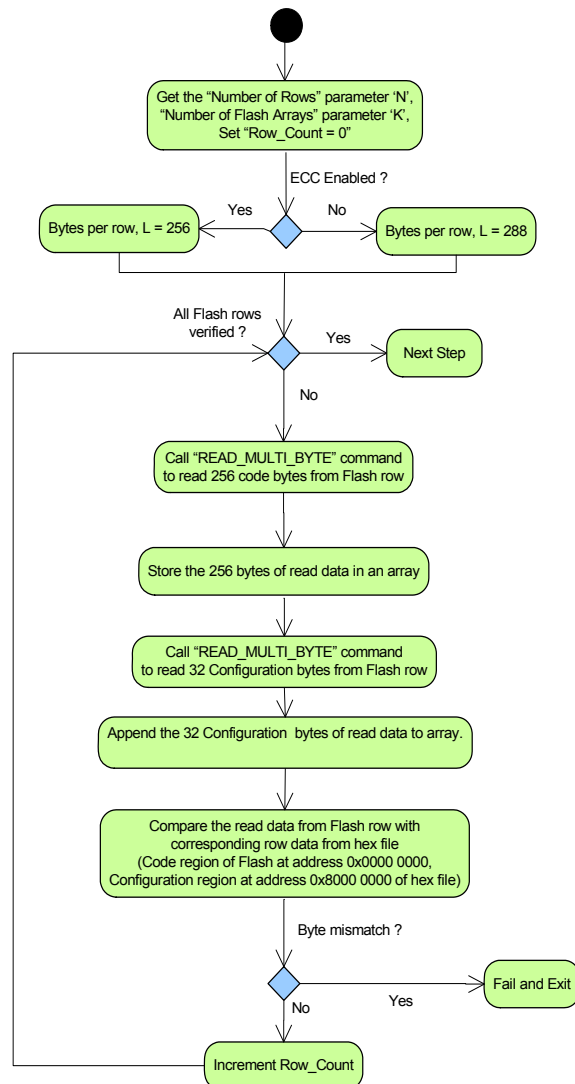 Get the “Number of Rows” parameter ‘N’,
“Number of Flash Arrays” parameter ‘K’,
Set “Row_Count = 0”
ECC Enabled ?
Yes
No
Bytes per row, L = 256
Bytes per row, L = 288
All Flash rows
verified ?
Yes
Next Step
No
Call “READ_MULTI_BYTE” command
to read 256 code bytes from Flash row
Store the 256 bytes of read data in an array
Call “READ_MULTI_BYTE” command
to read 32 Configuration bytes from Flash row
Append the 32 Configuration  bytes of read data to array.
Compare the read data from Flash row with
corresponding row data from hex file
(Code region of Flash at address 0x0000 0000,
Configuration region at address 0x8000 0000 of hex file)
Byte mismatch ?
Fail and Exit
No
Yes
Increment Row_Count